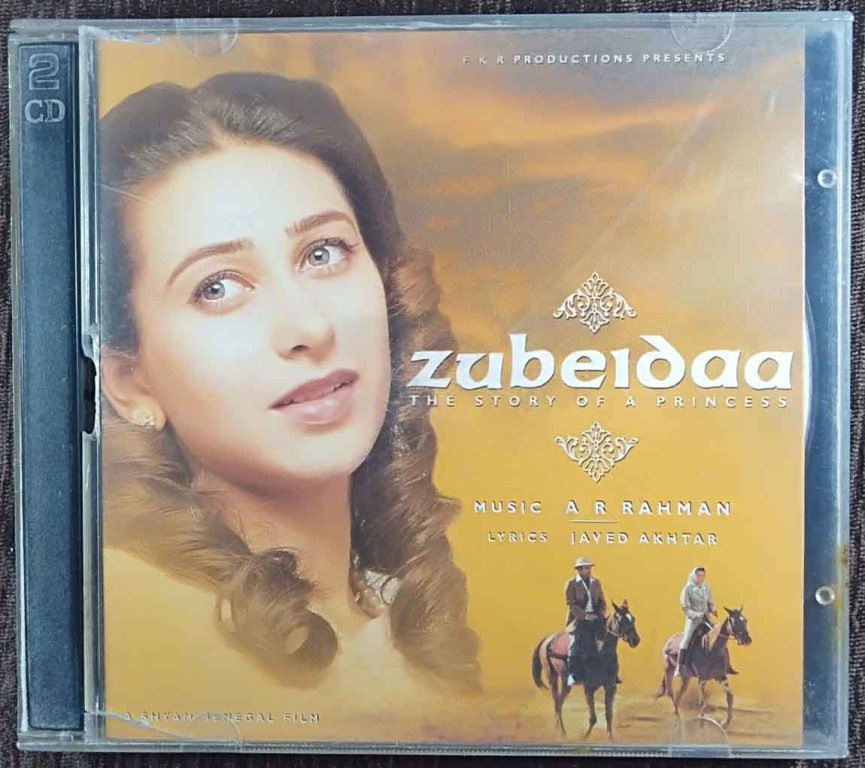 2
CD
F K R PRODUCTIONS PRESENTS
zubeidaa
THE STORY OF A PRINCESS
MUSIC A R RAHMAN
LYRICS JAVED AKHTAR
A SHYAM BENEGAL FILM